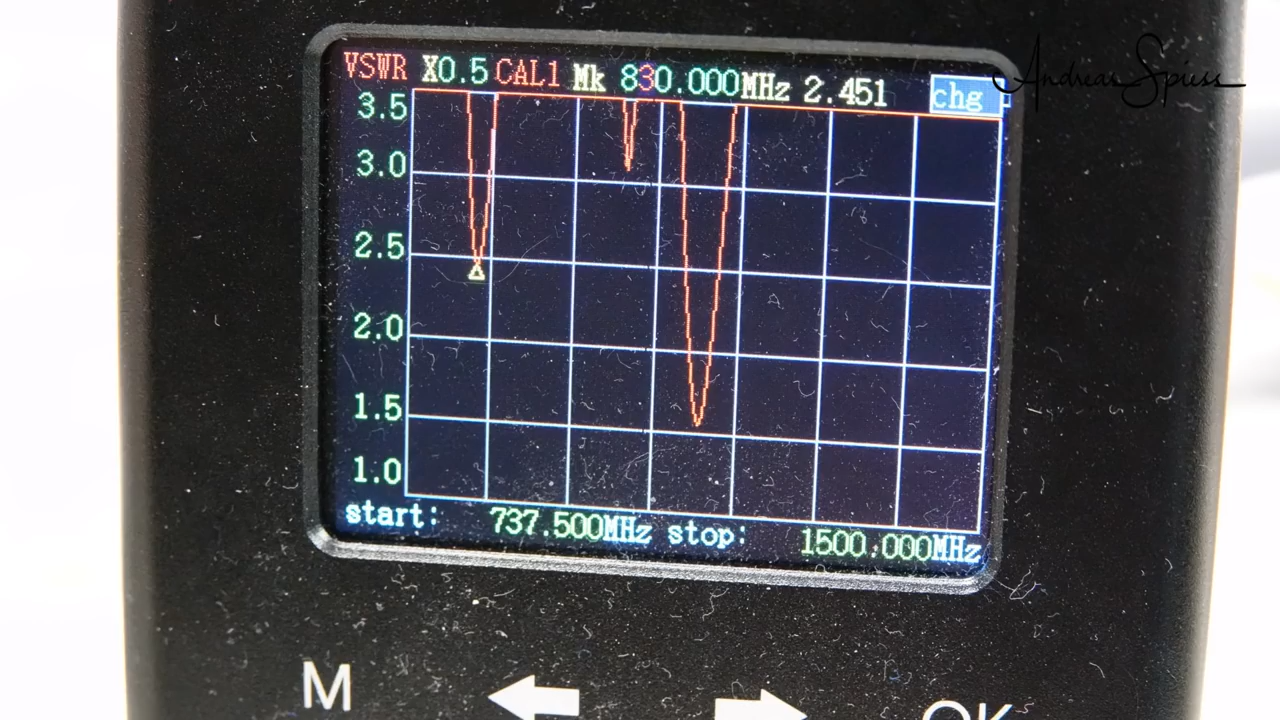 VSWR X0.5 CAL1 Mk 830.000MHz 2.451 chg
Andreas Spiess
3.5
3.0
2.5
2.0
1.5
1.0
start: 737.500MHz stop: 1500.000MHz
M OK